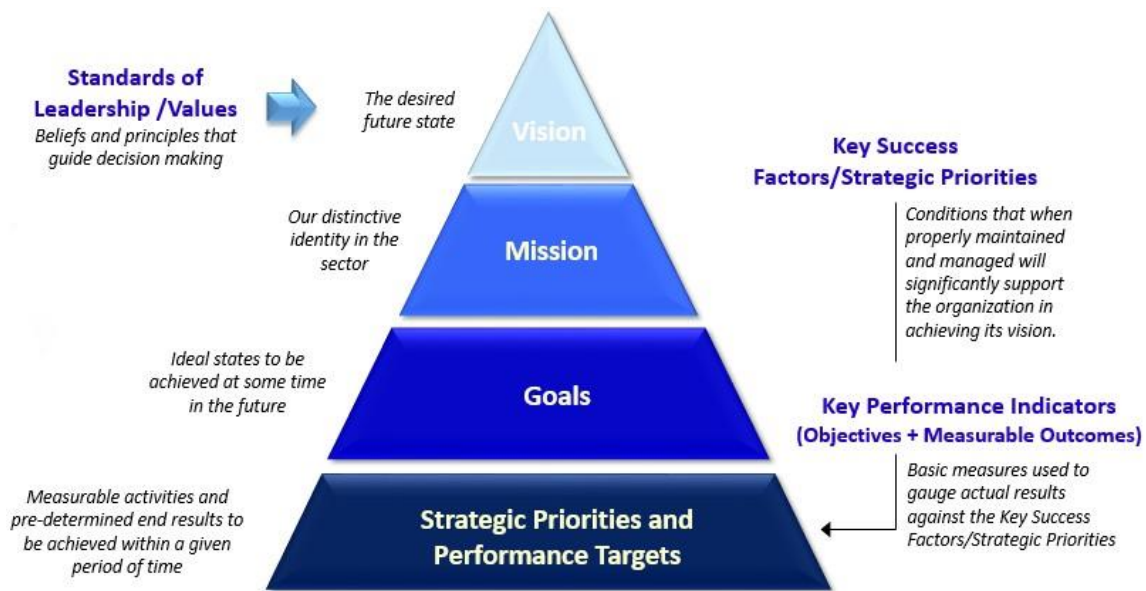 Standards of
Leadership /Values
Beliefs and principles that
guide decision making
The desired
future state
Vision
Our distinctive
identity in the
sector
Mission
Key Success
Factors/Strategic Priorities
Conditions that when
properly maintained
and managed will
significantly support
the organization in
achieving its vision.
Ideal states to be
achieved at some time
in the future
Goals
Key Performance Indicators
(Objectives + Measurable Outcomes)
Basic measures used to
gauge actual results
against the Key Success
Factors/Strategic Priorities
Measurable activities and
pre-determined end results to
be achieved within a given
period of time
Strategic Priorities and
Performance Targets